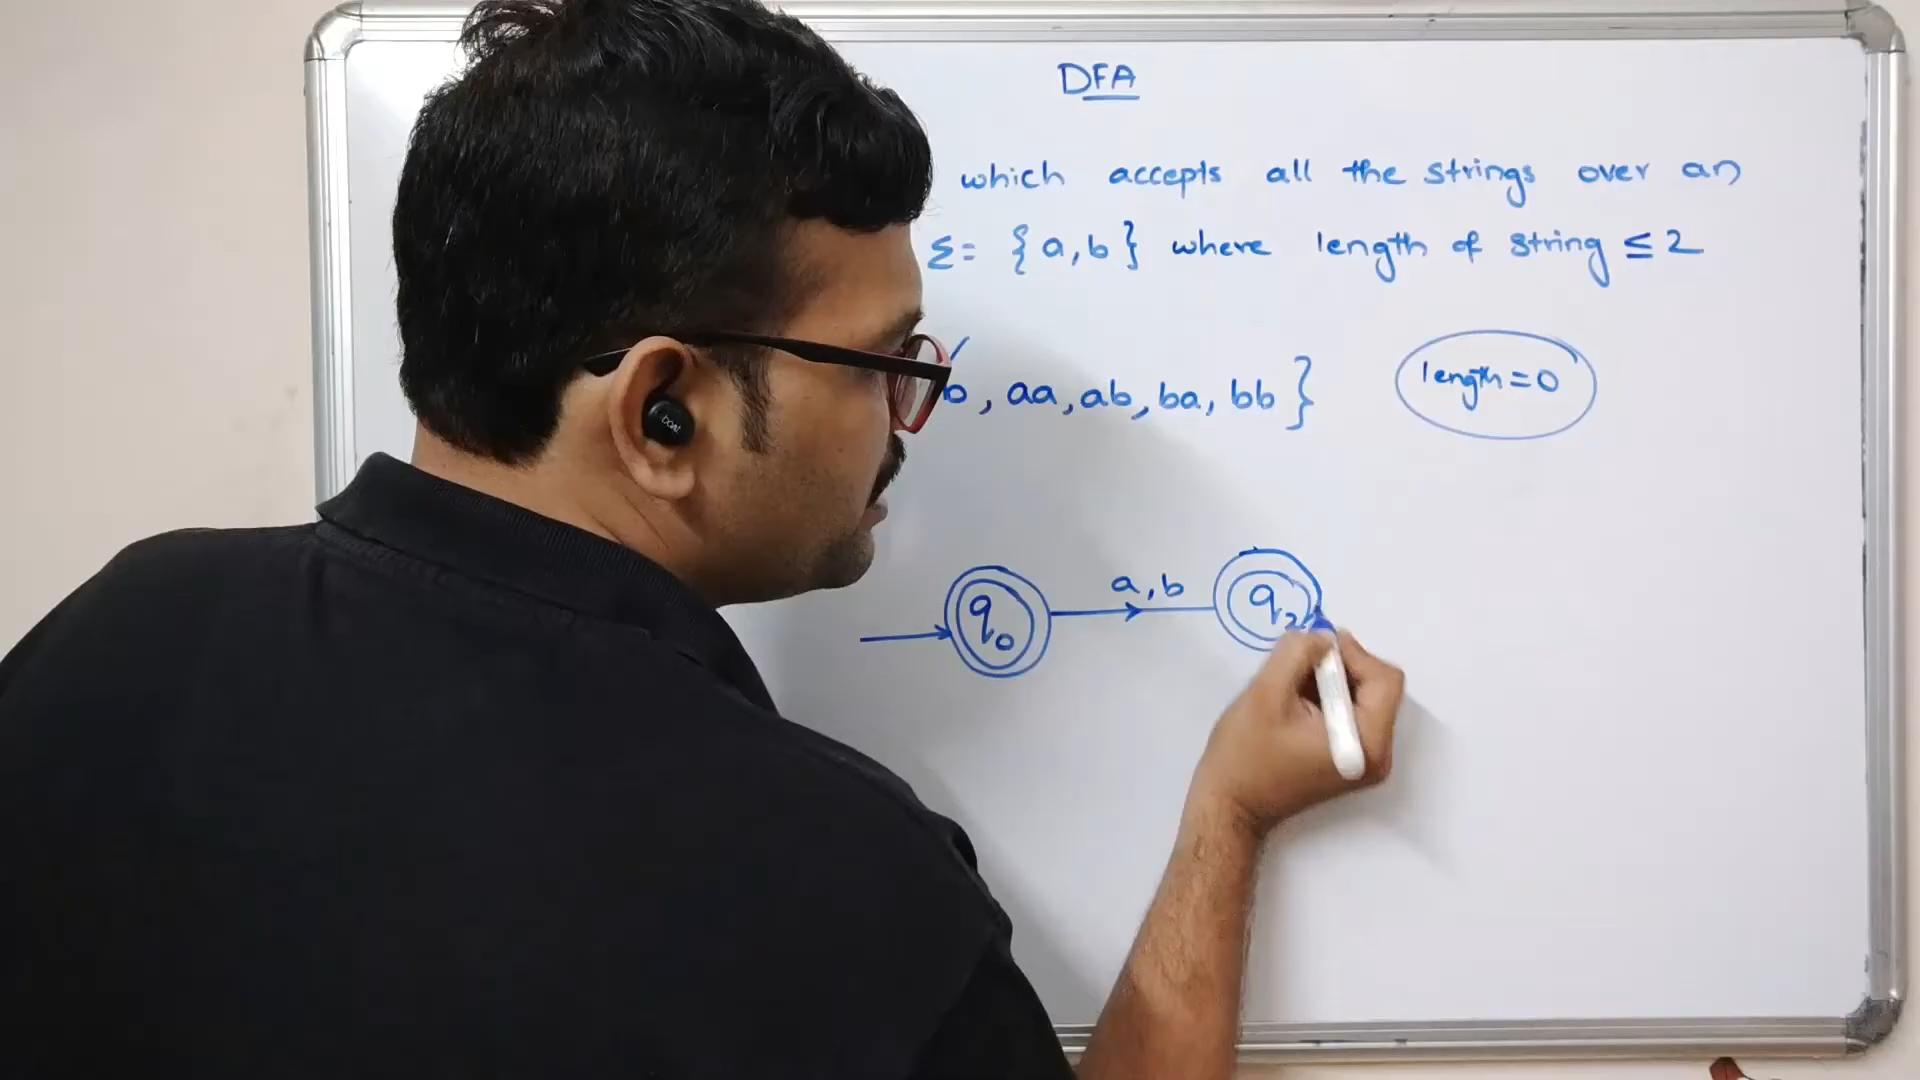 DFA
which accepts all the strings over an
Σ = {a,b} where length of string ≤ 2
b, aa, ab, ba, bb}
length = 0
a,b
q0
q2
boAt